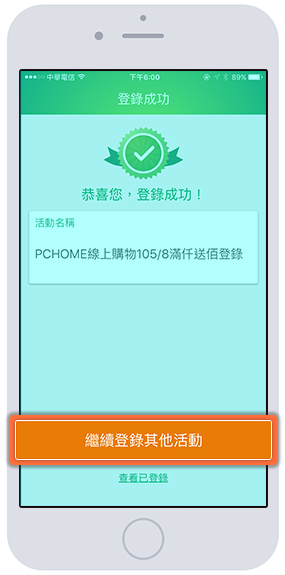 中華電信 下午6:00 89%
登錄成功
恭喜您，登錄成功！
活動名稱
PCHOME線上購物105/8滿仟送佰登錄
繼續登錄其他活動
查看已登錄